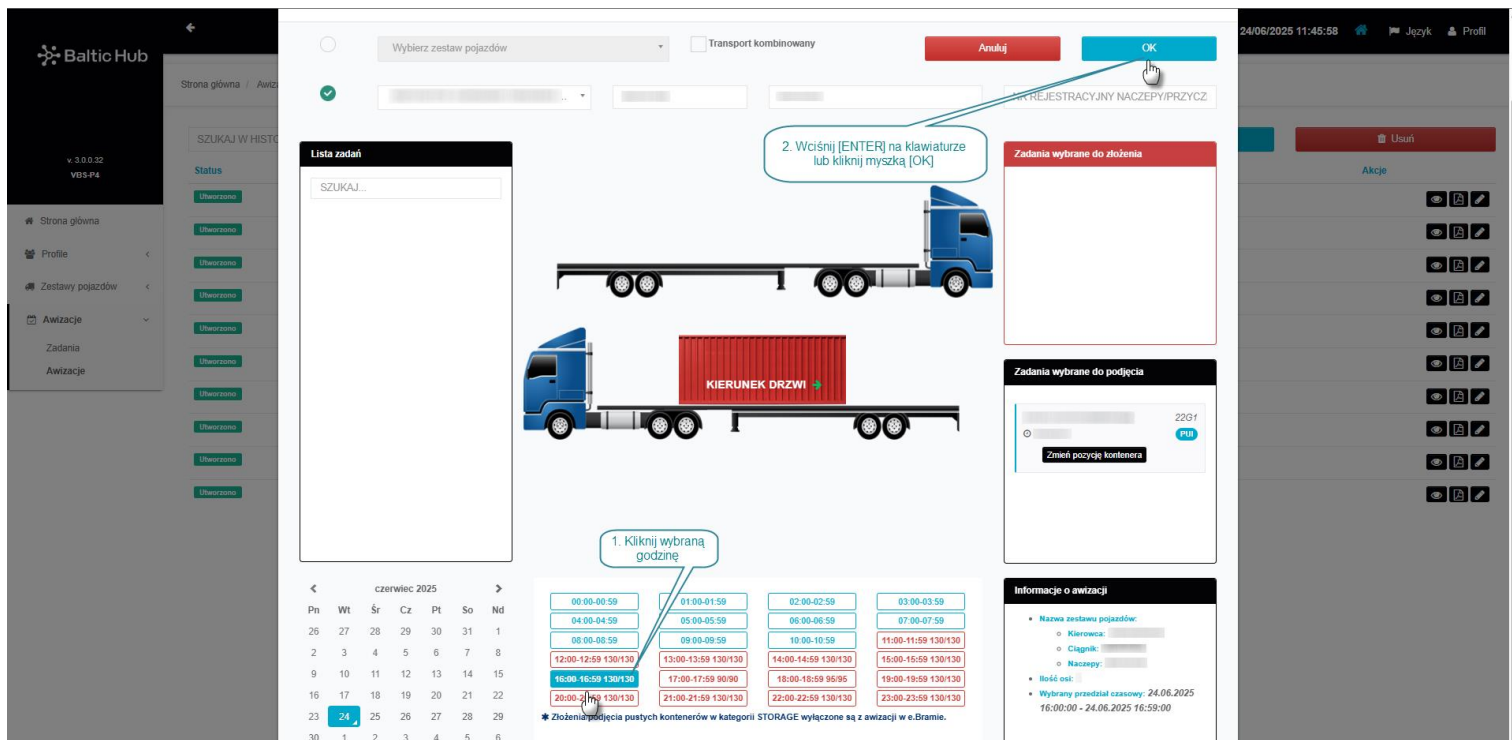 Baltic Hub
v. 3.0.0.32
VBS-P4
Strona główna
Profile
Zestawy pojazdów
Awizacje
Zadania
Awizacje
24/06/2025 11:45:58 Język Profil
Strona główna / Awiz
SZUKAJ W HISTO
Usuń
Status Akcje
Utworzono
Utworzono
Utworzono
Utworzono
Utworzono
Utworzono
Utworzono
Utworzono
Utworzono
Utworzono
Wybierz zestaw pojazdów Transport kombinowany Anuluj OK
REJESTRACYJNY NACZEPY/PRZYCZ
2. Wciśnij [ENTER] na klawiaturze
lub kliknij myszką [OK]
Lista zadań
SZUKAJ...
KIERUNEK DRZWI
Zadania wybrane do złożenia
Zadania wybrane do podjęcia
22G1
PUI
Zmień pozycję kontenera
1. Kliknij wybraną
godzinę
czerwiec 2025
Pn Wt Śr Cz Pt So Nd
26 27 28 29 30 31 1
2 3 4 5 6 7 8
9 10 11 12 13 14 15
16 17 18 19 20 21 22
23 24 25 26 27 28 29
30 1 2 3 4 5 6
00:00-00:59 01:00-01:59 02:00-02:59 03:00-03:59
04:00-04:59 05:00-05:59 06:00-06:59 07:00-07:59
08:00-08:59 09:00-09:59 10:00-10:59 11:00-11:59 130/130
12:00-12:59 130/130 13:00-13:59 130/130 14:00-14:59 130/130 15:00-15:59 130/130
16:00-16:59 130/130 17:00-17:59 90/90 18:00-18:59 95/95 19:00-19:59 130/130
130/130 21:00-21:59 130/130 22:00-22:59 130/130 23:00-23:59 130/130
✱ Złożenia/podjęcia pustych kontenerów w kategorii STORAGE wyłączone są z awizacji w e.Bramie.
Informacje o awizacji
Nazwa zestawu pojazdów:
Kierowca:
Ciągnik:
Naczepy:
Ilość osi:
Wybrany przedział czasowy: 24.06.2025
16:00:00 - 24.06.2025 16:59:00